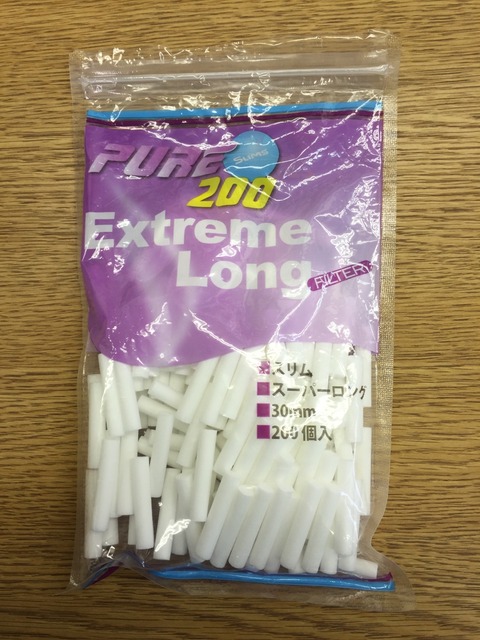 PURE
SLIMS
200
Extreme
Long
FILTER
スリム
スーパーロング
30mm
200個入